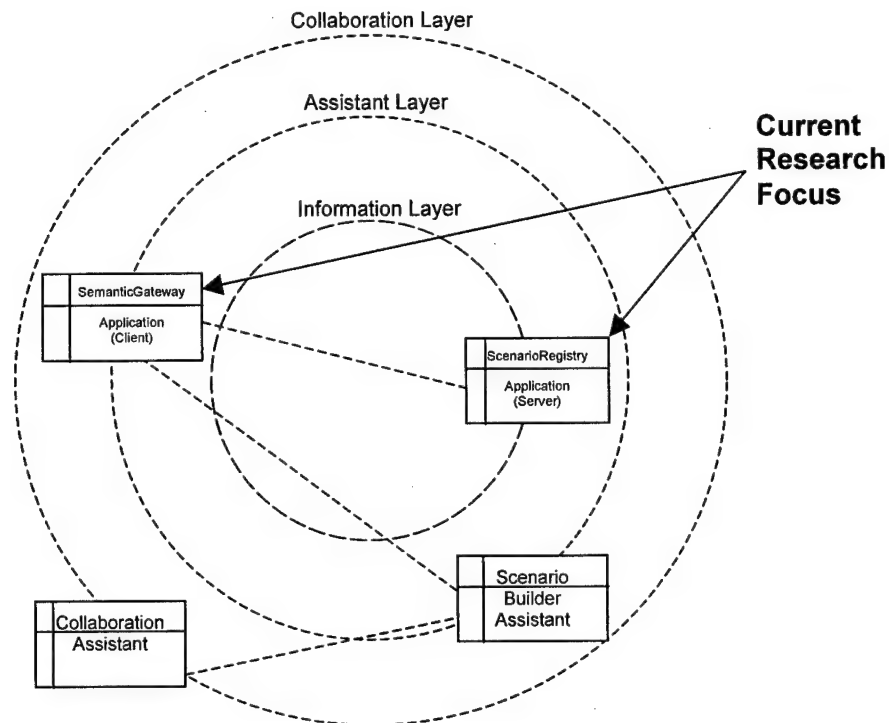 Collaboration Layer
Assistant Layer
Current
Research
Focus
Information Layer
SemanticGateway
Application
(Client)
ScenarioRegistry
Application
(Server)
Scenario
Builder
Assistant
Collaboration
Assistant